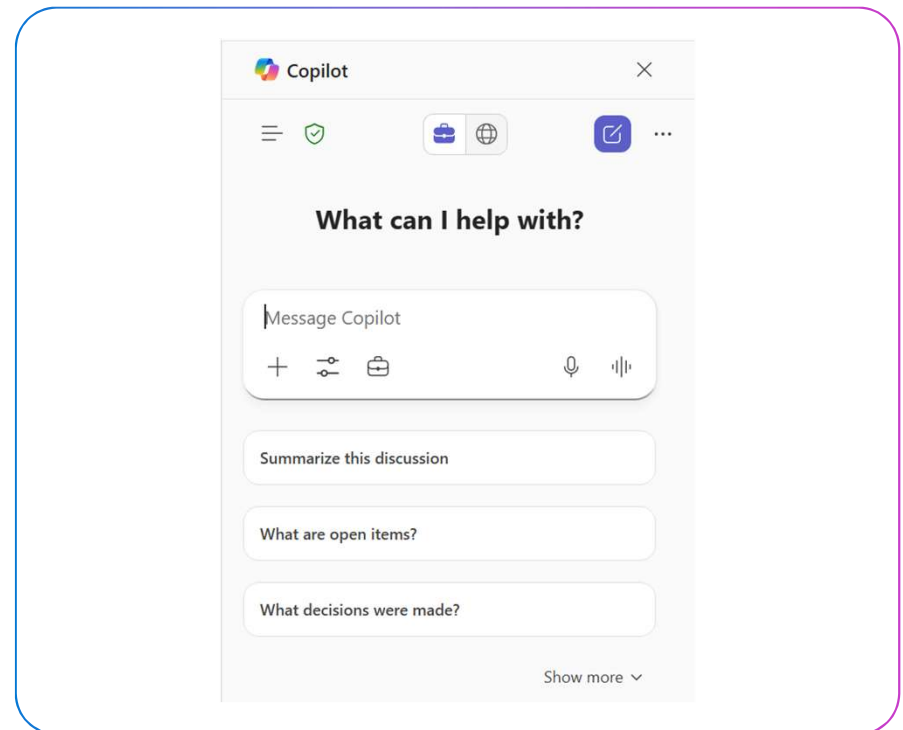 Copilot
What can I help with?
Message Copilot
Summarize this discussion
What are open items?
What decisions were made?
Show more